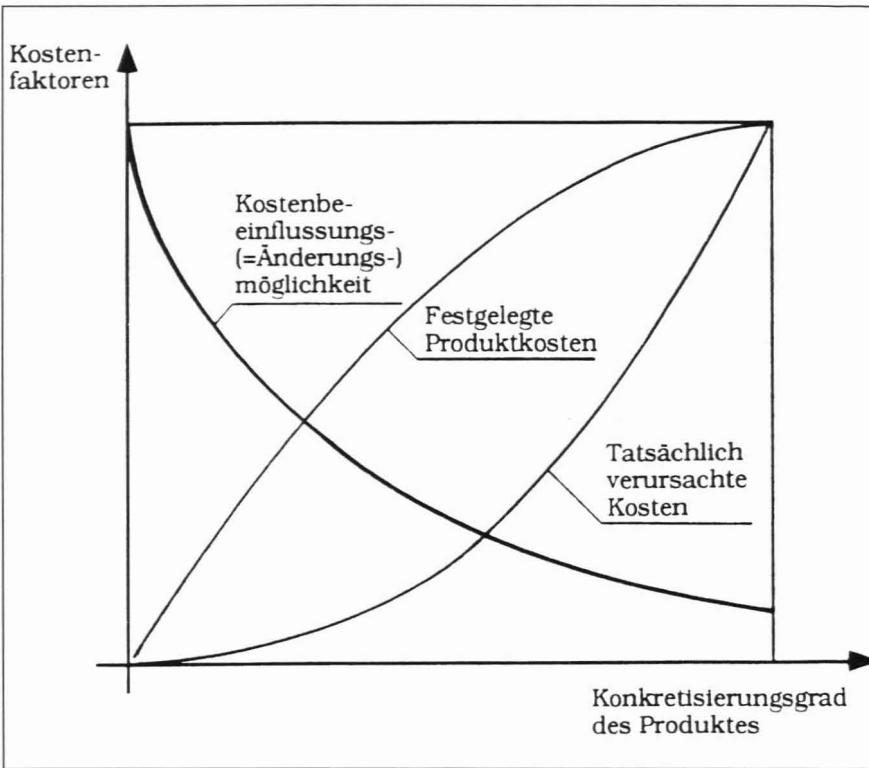 Kosten-
faktoren
Kostenbe-
einflussungs-
(=Änderungs-)
möglichkeit
Festgelegte
Produktkosten
Tatsächlich
verursachte
Kosten
Konkretisierungsgrad
des Produktes